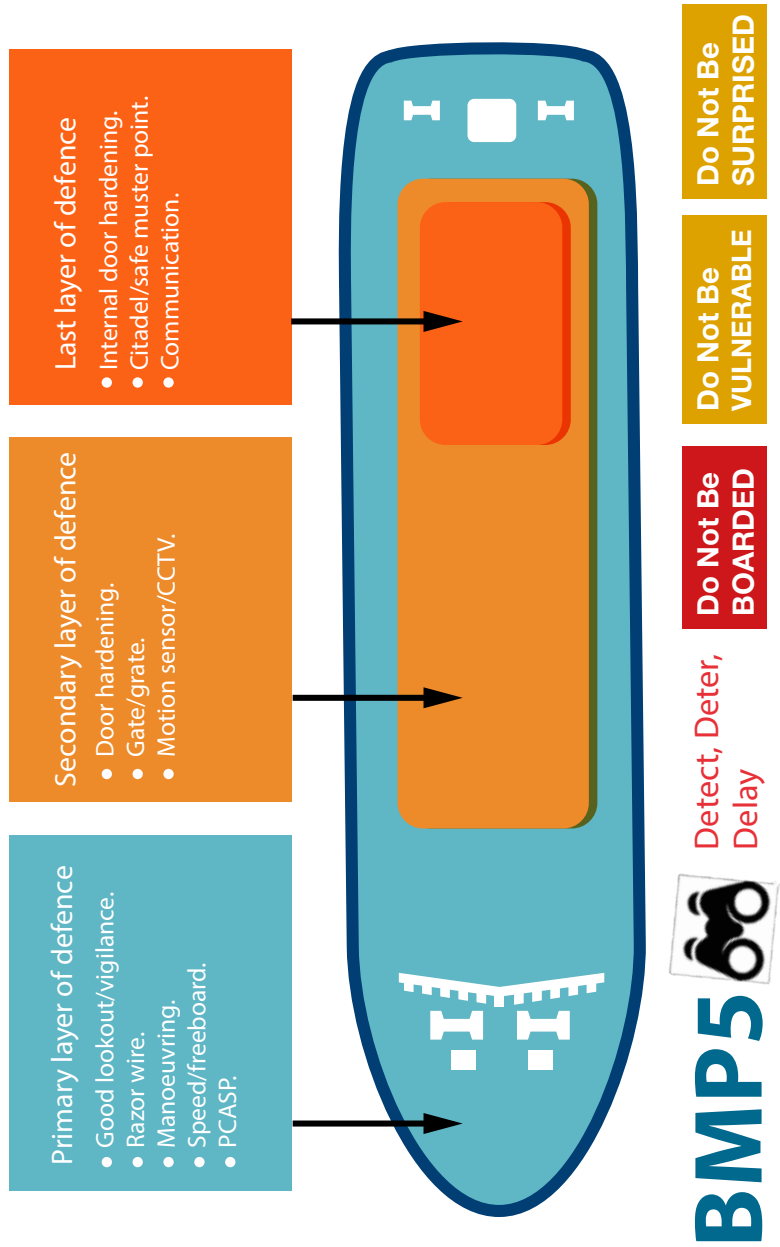 Primary layer of defence
• Good lookout/vigilance.
• Razor wire.
• Manoeuvring.
• Speed/freeboard.
• PCASP.
Secondary layer of defence
• Door hardening.
• Gate/grate.
• Motion sensor/CCTV.
Last layer of defence
• Internal door hardening.
• Citadel/safe muster point.
• Communication.
BMP5
Detect, Deter,
Delay
Do Not Be
BOARDED
Do Not Be
VULNERABLE
Do Not Be
SURPRISED